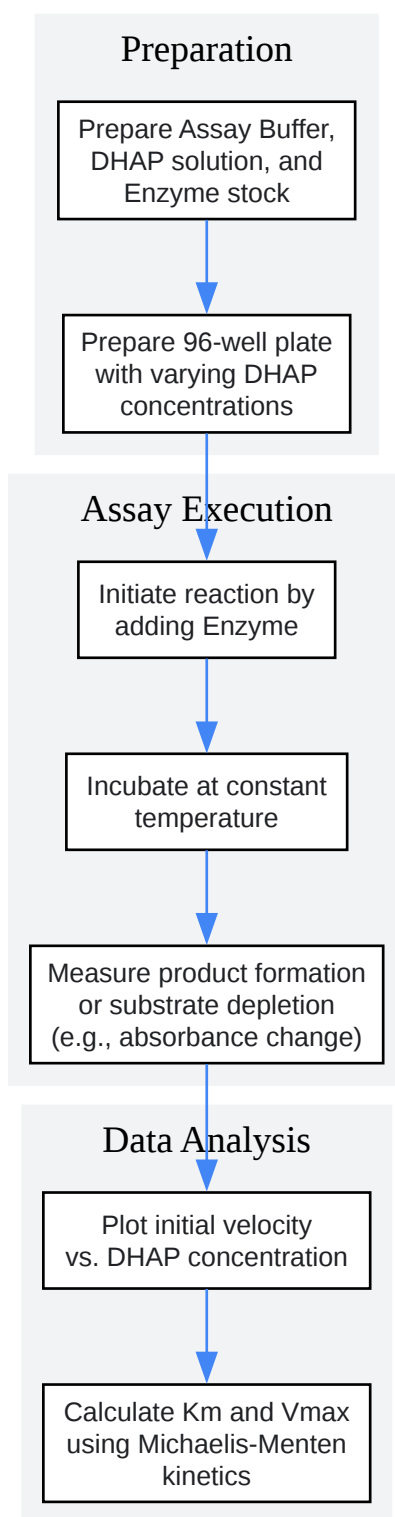 Preparation
Prepare Assay Buffer,
DHAP solution, and
Enzyme stock
Prepare 96-well plate
with varying DHAP
concentrations
Assay Execution
Initiate reaction by
adding Enzyme
Incubate at constant
temperature
Measure product formation
or substrate depletion
(e.g., absorbance change)
Data Analysis
Plot initial velocity
vs. DHAP concentration
Calculate Km and Vmax
using Michaelis-Menten
kinetics